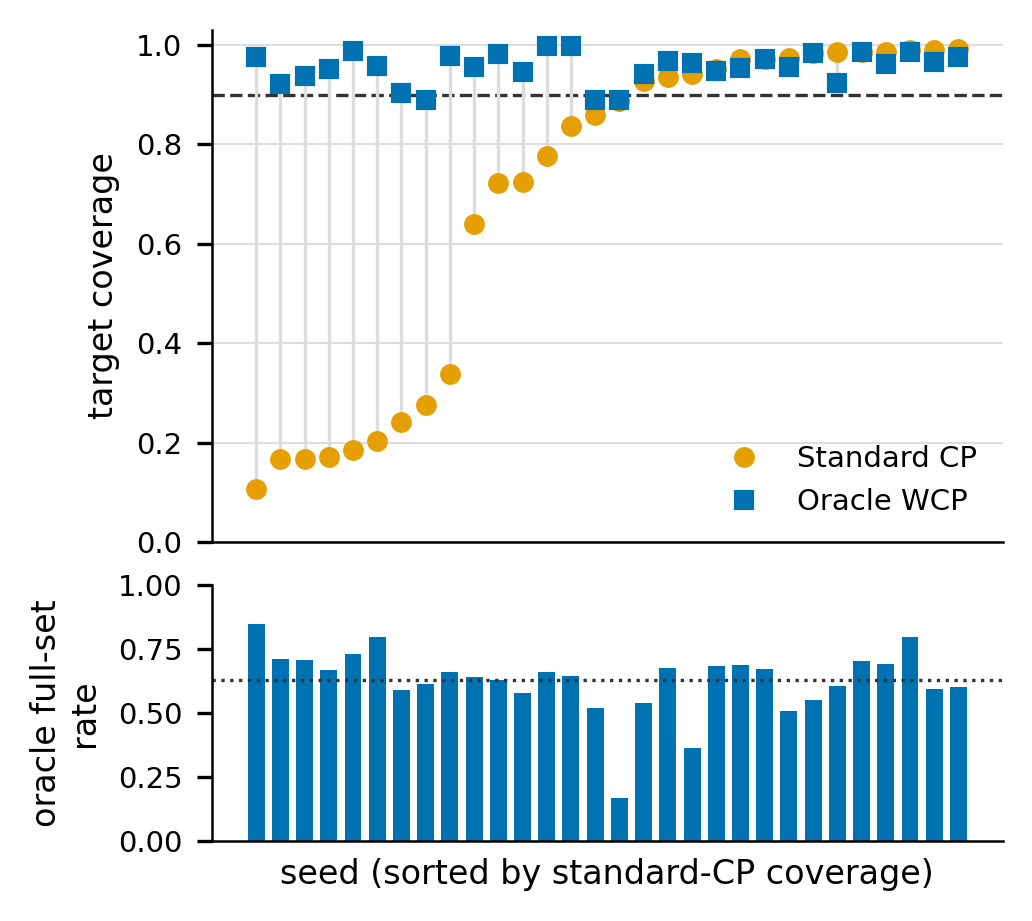 1.0
0.8
0.6
0.4
0.2
0.0
target coverage
Standard CP
Oracle WCP
1.00
0.75
0.50
0.25
0.00
oracle full-set
rate
seed (sorted by standard-CP coverage)